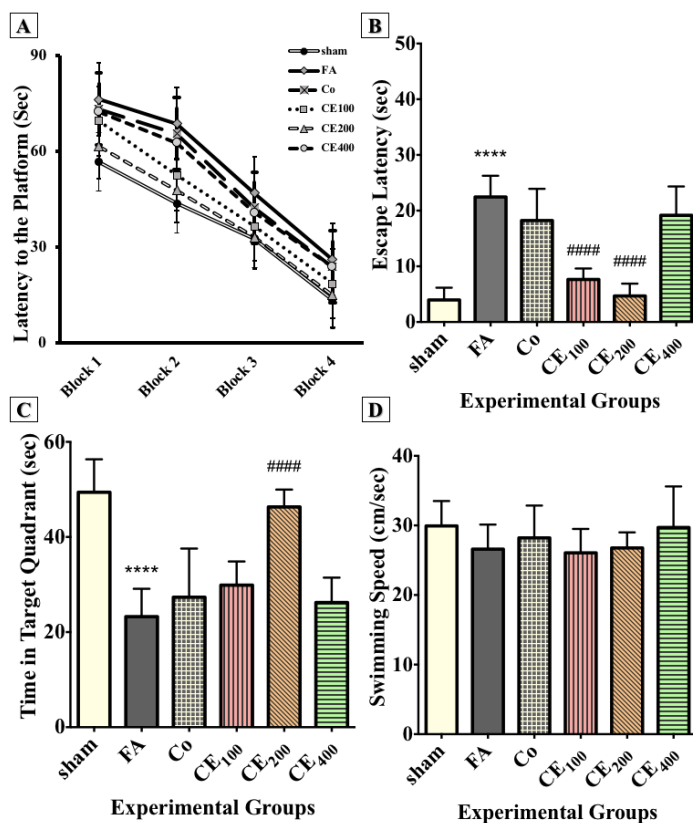 A
90
60
30
0
Latency to the Platform (Sec)
sham
FA
Co
CE100
CE200
CE400
Block 1
Block 2
Block 3
Block 4
B
50
40
30
20
10
0
Escape Latency (sec)
****
####
####
sham
FA
Co
CE100
CE200
CE400
Experimental Groups
C
60
40
20
0
Time in Target Quadrant (sec)
****
####
sham
FA
Co
CE100
CE200
CE400
Experimental Groups
D
50
40
30
20
10
0
Swimming Speed (cm/sec)
sham
FA
Co
CE100
CE200
CE400
Experimental Groups